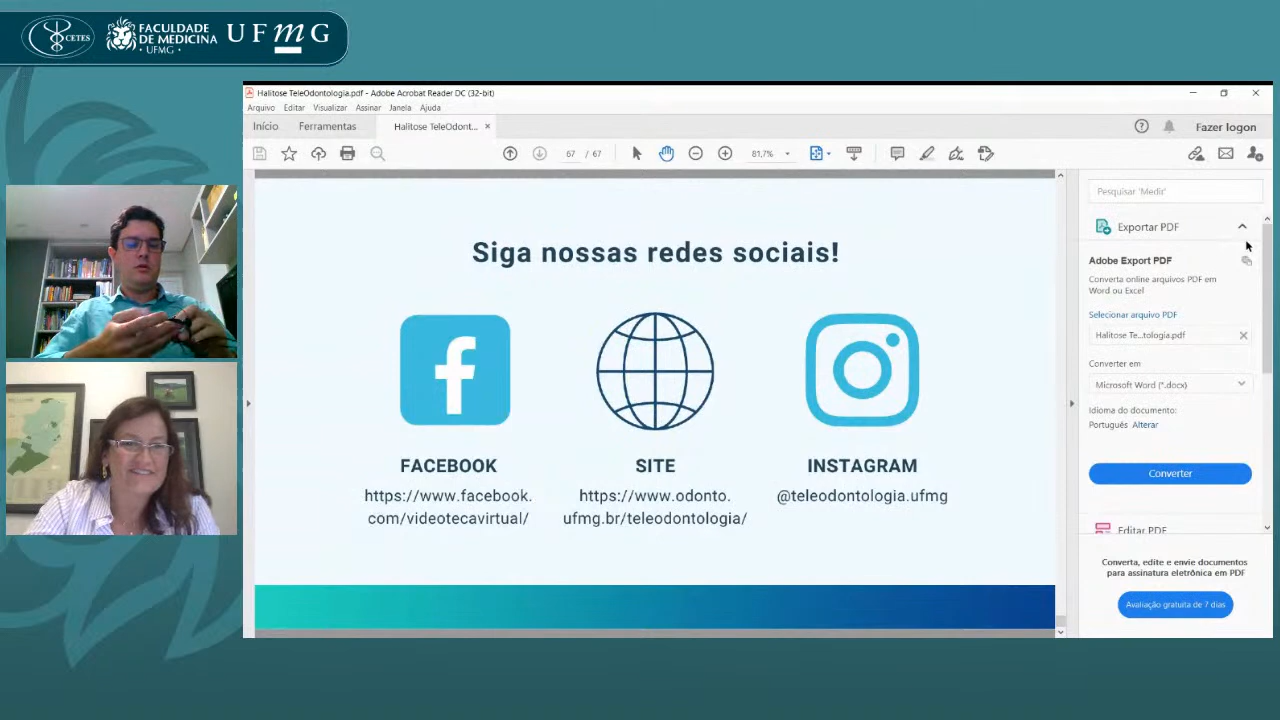 CETES
FACULDADE
DE MEDICINA
· UFMG ·
UFmG
Halitose TeleOdontologia.pdf - Adobe Acrobat Reader DC (32-bit)
Arquivo Editar Visualizar Assinar Janela Ajuda
Início Ferramentas Halitose TeleOdont... × Fazer logon
67 / 67 81,7%
Pesquisar 'Medir'
Exportar PDF
Adobe Export PDF
Converta online arquivos PDF em
Word ou Excel
Selecionar arquivo PDF
Halitose Te...tologia.pdf
Converter em
Microsoft Word (*.docx)
Idioma do documento:
Português Alterar
Converter
Editar PDF
Converta, edite e envie documentos
para assinatura eletrônica em PDF
Avaliação gratuita de 7 dias
Siga nossas redes sociais!
FACEBOOK
https://www.facebook.
com/videotecavirtual/
SITE
https://www.odonto.
ufmg.br/teleodontologia/
INSTAGRAM
@teleodontologia.ufmg